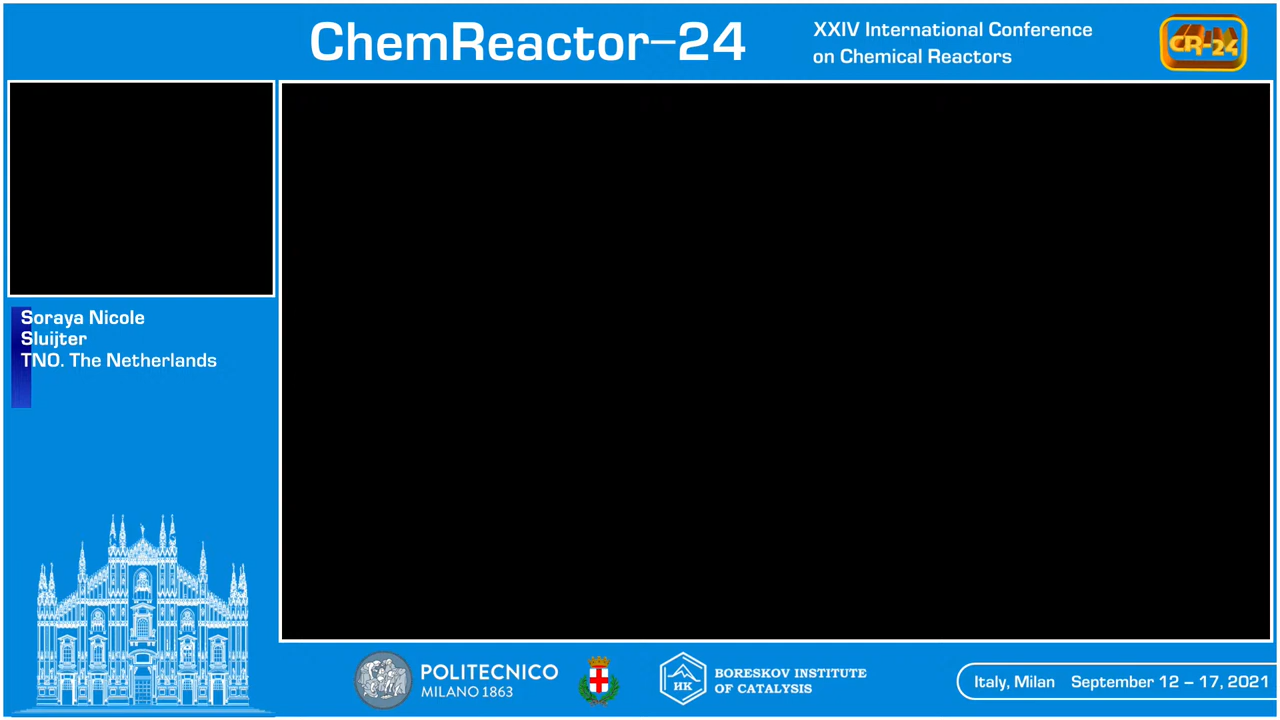 ChemReactor–24
XXIV International Conference
on Chemical Reactors
CR-24
Soraya Nicole
Sluijter
TNO. The Netherlands
POLITECNICO
MILANO 1863
НК
BORESKOV INSTITUTE
OF CATALYSIS
Italy, Milan September 12 – 17, 2021